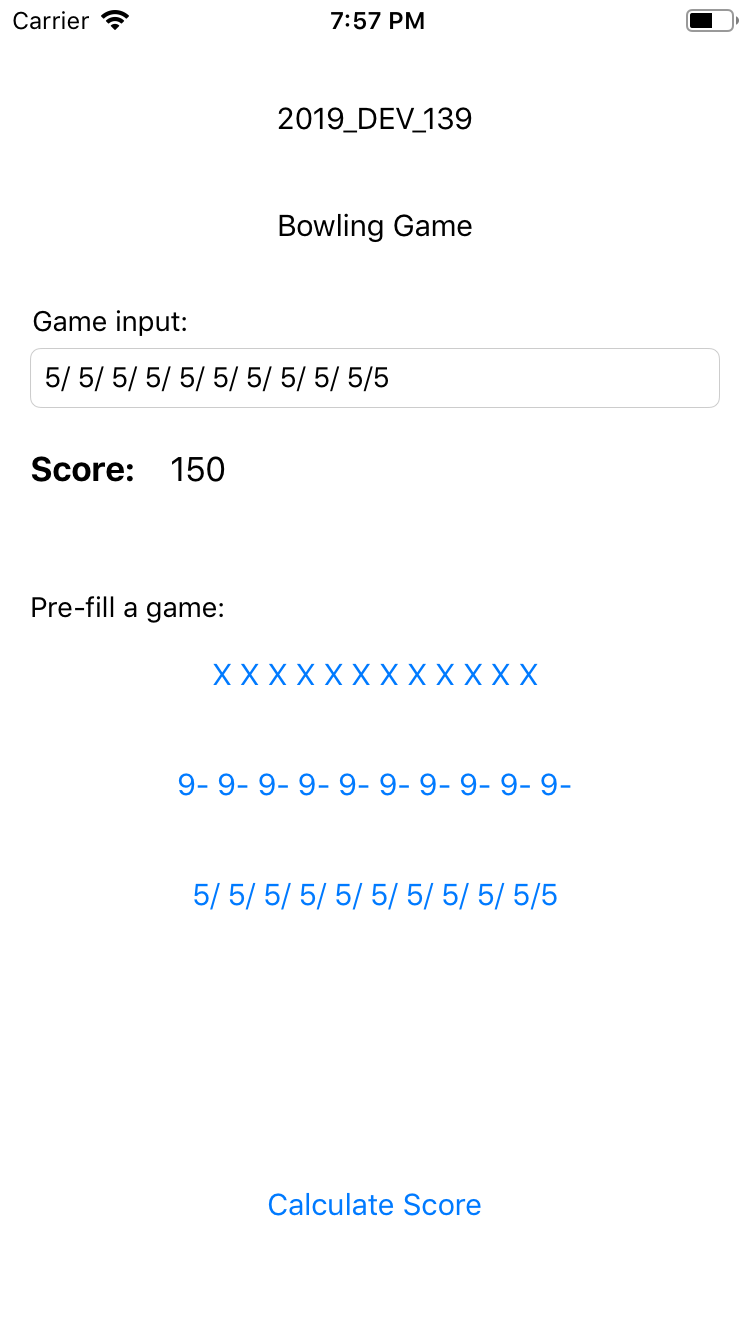 Carrier 7:57 PM
2019_DEV_139
Bowling Game
Game input:
5/ 5/ 5/ 5/ 5/ 5/ 5/ 5/ 5/ 5/5
Score: 150
Pre-fill a game:
X X X X X X X X X X X X
9- 9- 9- 9- 9- 9- 9- 9- 9- 9-
5/ 5/ 5/ 5/ 5/ 5/ 5/ 5/ 5/ 5/5
Calculate Score